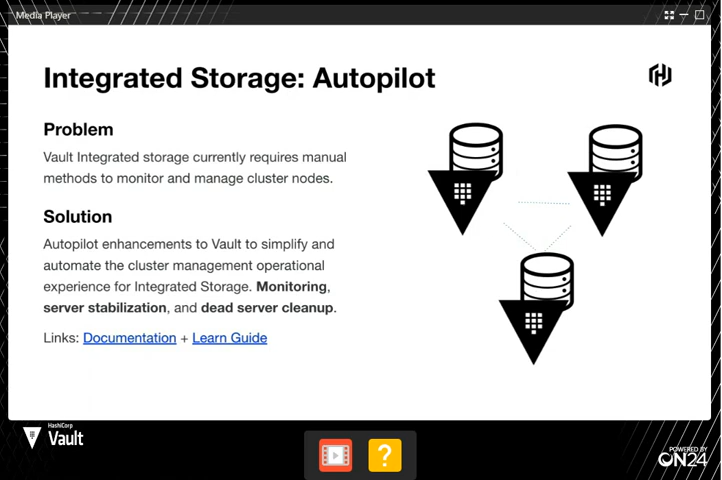 Media Player
Integrated Storage: Autopilot
Problem
Vault Integrated storage currently requires manual
methods to monitor and manage cluster nodes.
Solution
Autopilot enhancements to Vault to simplify and
automate the cluster management operational
experience for Integrated Storage. Monitoring,
server stabilization, and dead server cleanup.
Links: Documentation + Learn Guide
HashiCorp
Vault
?
POWERED BY
ON24